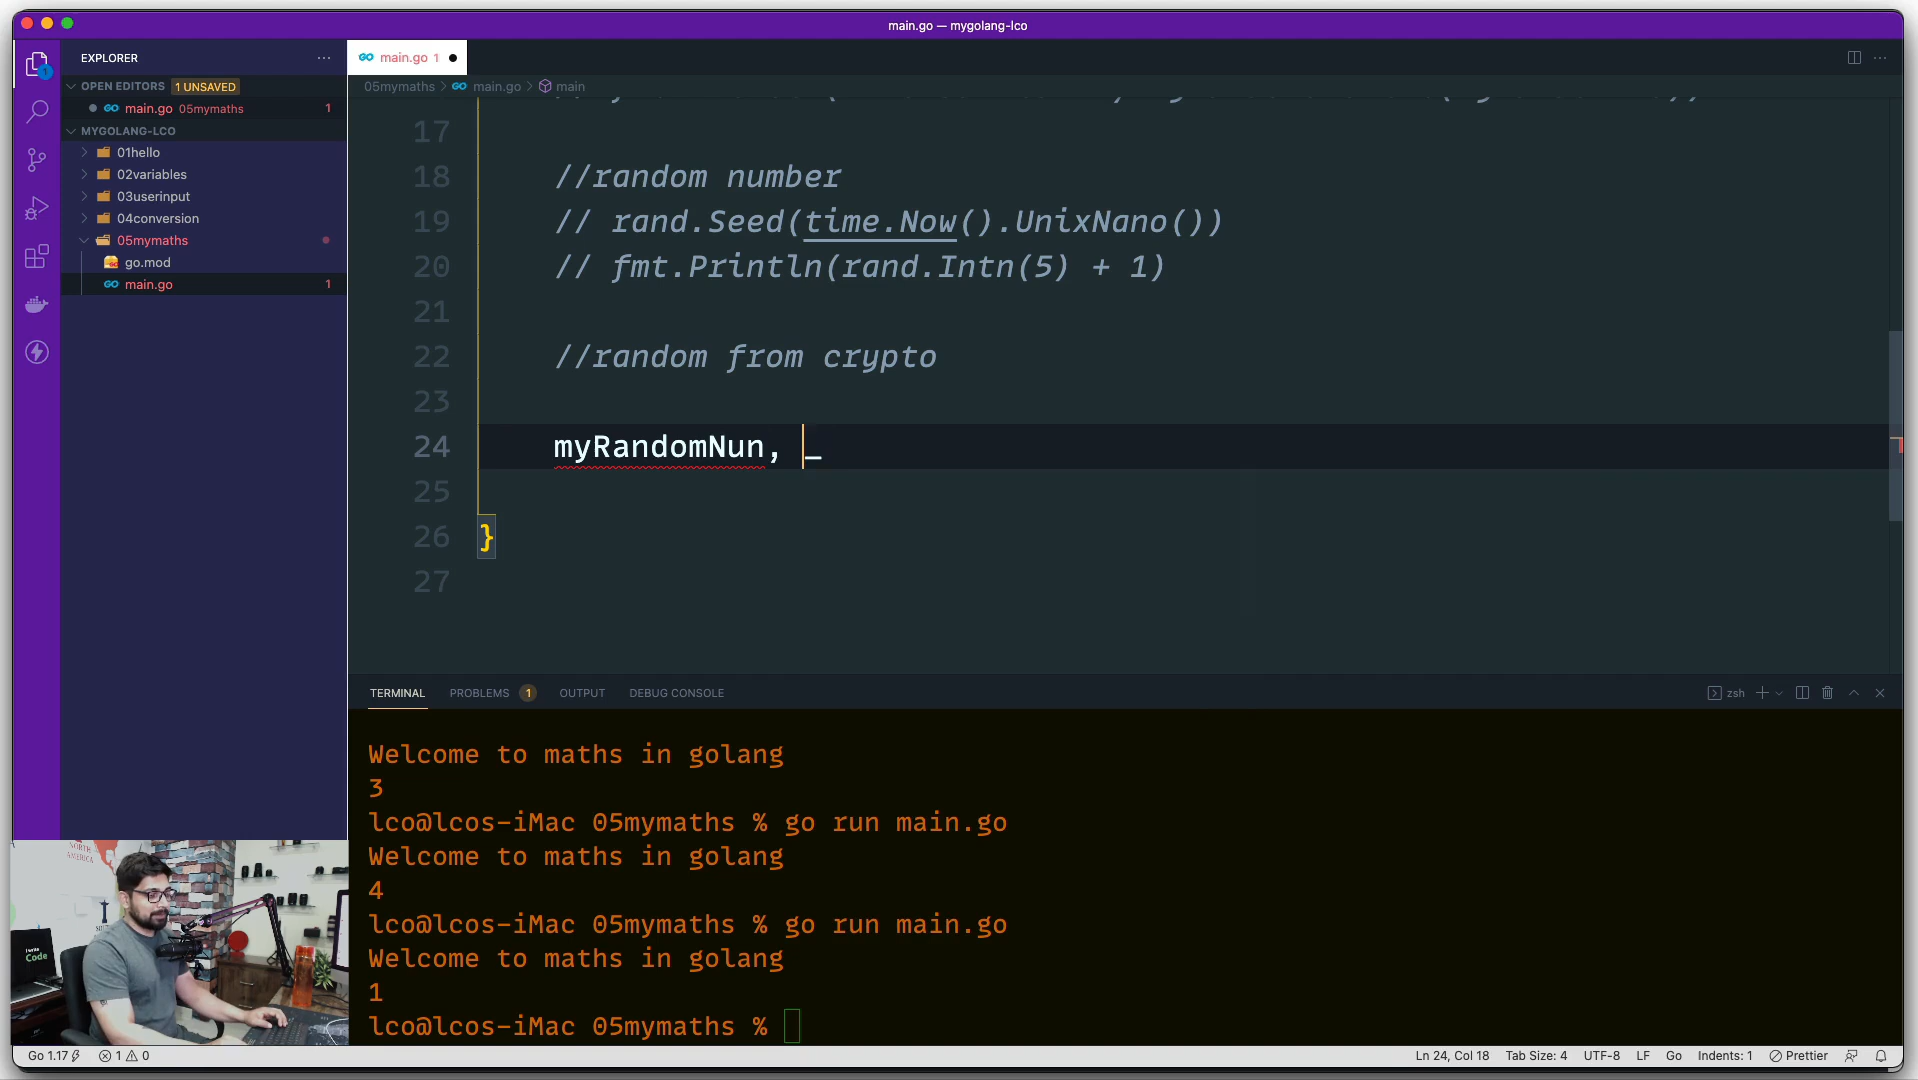 main.go — mygolang-lco
EXPLORER
OPEN EDITORS 1 UNSAVED
main.go 05mymaths 1
MYGOLANG-LCO
01hello
02variables
03userinput
04conversion
05mymaths
go.mod
main.go 1
1
main.go 1
05mymaths > main.go > main
17
18 //random number
19 // rand.Seed(time.Now().UnixNano())
20 // fmt.Println(rand.Intn(5) + 1)
21
22 //random from crypto
23
24 myRandomNun, _
25
26 }
27
TERMINAL PROBLEMS 1 OUTPUT DEBUG CONSOLE
zsh
Welcome to maths in golang
3
lco@lcos-iMac 05mymaths % go run main.go
Welcome to maths in golang
4
lco@lcos-iMac 05mymaths % go run main.go
Welcome to maths in golang
1
lco@lcos-iMac 05mymaths %
NORTH
AMERICA
I write
Code
Go 1.17 1 0
Ln 24, Col 18 Tab Size: 4 UTF-8 LF Go Indents: 1 Prettier